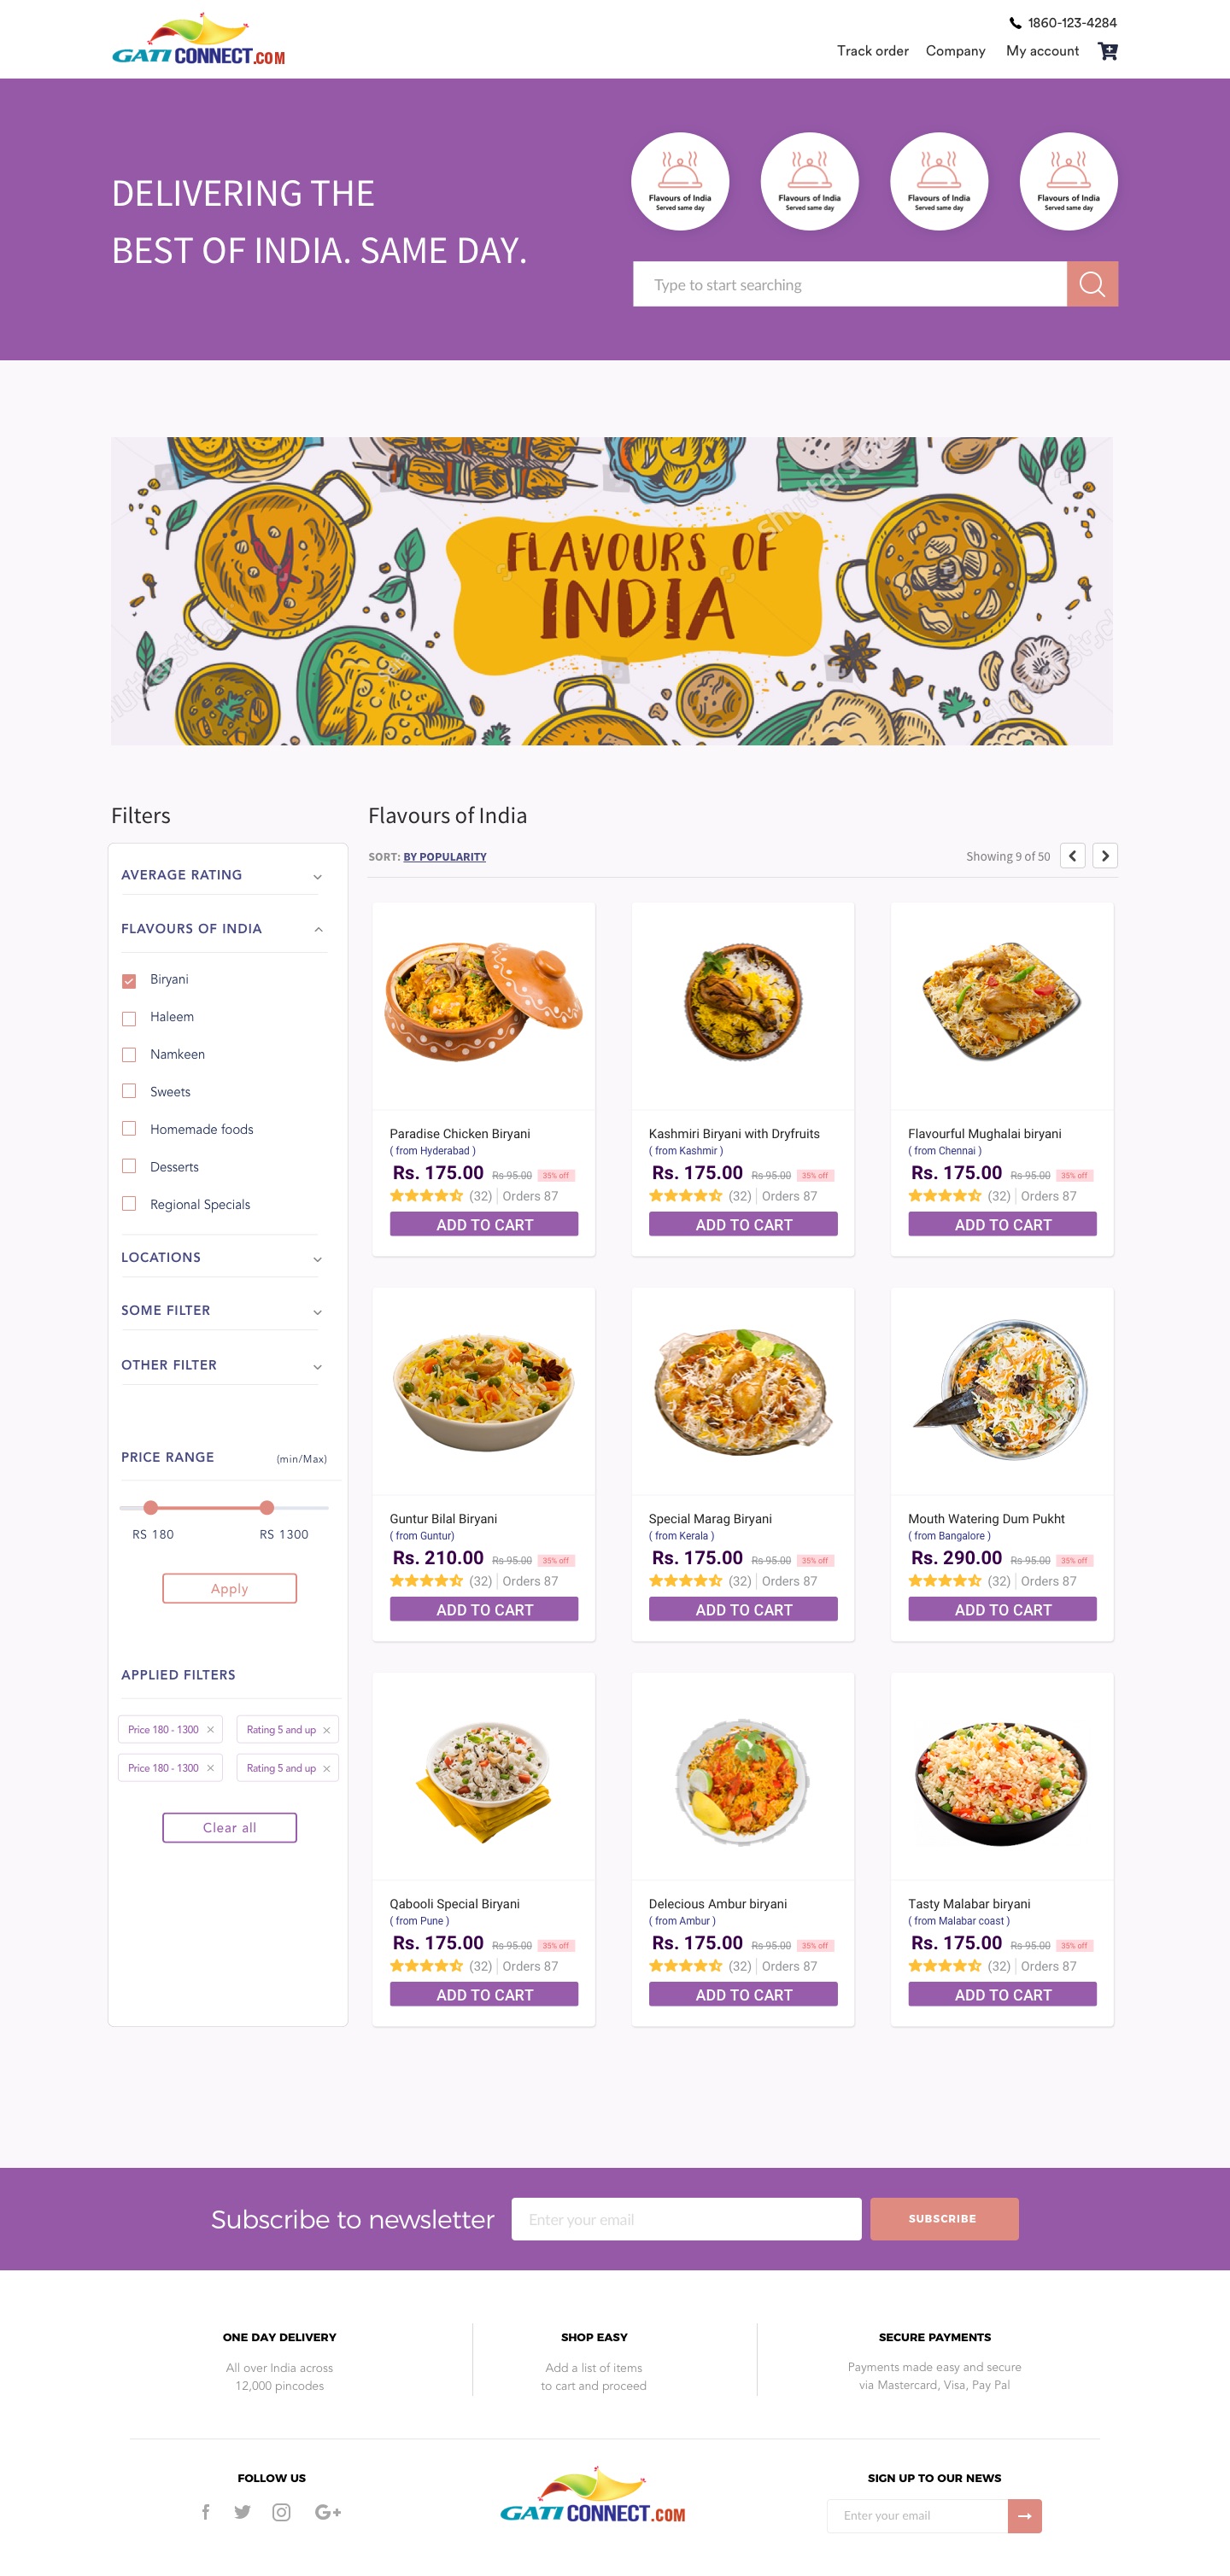 GATI CONNECT.COM
1860-123-4284
Track order Company My account
DELIVERING THE
BEST OF INDIA. SAME DAY.
Flavours of India
Served same day
Flavours of India
Served same day
Flavours of India
Served same day
Flavours of India
Served same day
Type to start searching
FLAVOURS OF
INDIA
shutterstock
Filters
AVERAGE RATING
FLAVOURS OF INDIA
Biryani
Haleem
Namkeen
Sweets
Homemade foods
Desserts
Regional Specials
LOCATIONS
SOME FILTER
OTHER FILTER
PRICE RANGE (min/Max)
RS 180 RS 1300
Apply
APPLIED FILTERS
Price 180 - 1300 × Rating 5 and up ×
Price 180 - 1300 × Rating 5 and up ×
Clear all
Flavours of India
SORT: BY POPULARITY
Showing 9 of 50
Paradise Chicken Biryani
( from Hyderabad )
Rs. 175.00 Rs 95.00 35% off
(32) Orders 87
ADD TO CART
Kashmiri Biryani with Dryfruits
( from Kashmir )
Rs. 175.00 Rs 95.00 35% off
(32) Orders 87
ADD TO CART
Flavourful Mughalai biryani
( from Chennai )
Rs. 175.00 Rs 95.00 35% off
(32) Orders 87
ADD TO CART
Guntur Bilal Biryani
( from Guntur)
Rs. 210.00 Rs 95.00 35% off
(32) Orders 87
ADD TO CART
Special Marag Biryani
( from Kerala )
Rs. 175.00 Rs 95.00 35% off
(32) Orders 87
ADD TO CART
Mouth Watering Dum Pukht
( from Bangalore )
Rs. 290.00 Rs 95.00 35% off
(32) Orders 87
ADD TO CART
Qabooli Special Biryani
( from Pune )
Rs. 175.00 Rs 95.00 35% off
(32) Orders 87
ADD TO CART
Delecious Ambur biryani
( from Ambur )
Rs. 175.00 Rs 95.00 35% off
(32) Orders 87
ADD TO CART
Tasty Malabar biryani
( from Malabar coast )
Rs. 175.00 Rs 95.00 35% off
(32) Orders 87
ADD TO CART
Subscribe to newsletter
Enter your email
SUBSCRIBE
ONE DAY DELIVERY
All over India across
12,000 pincodes
SHOP EASY
Add a list of items
to cart and proceed
SECURE PAYMENTS
Payments made easy and secure
via Mastercard, Visa, Pay Pal
FOLLOW US
GATI CONNECT.COM
SIGN UP TO OUR NEWS
Enter your email